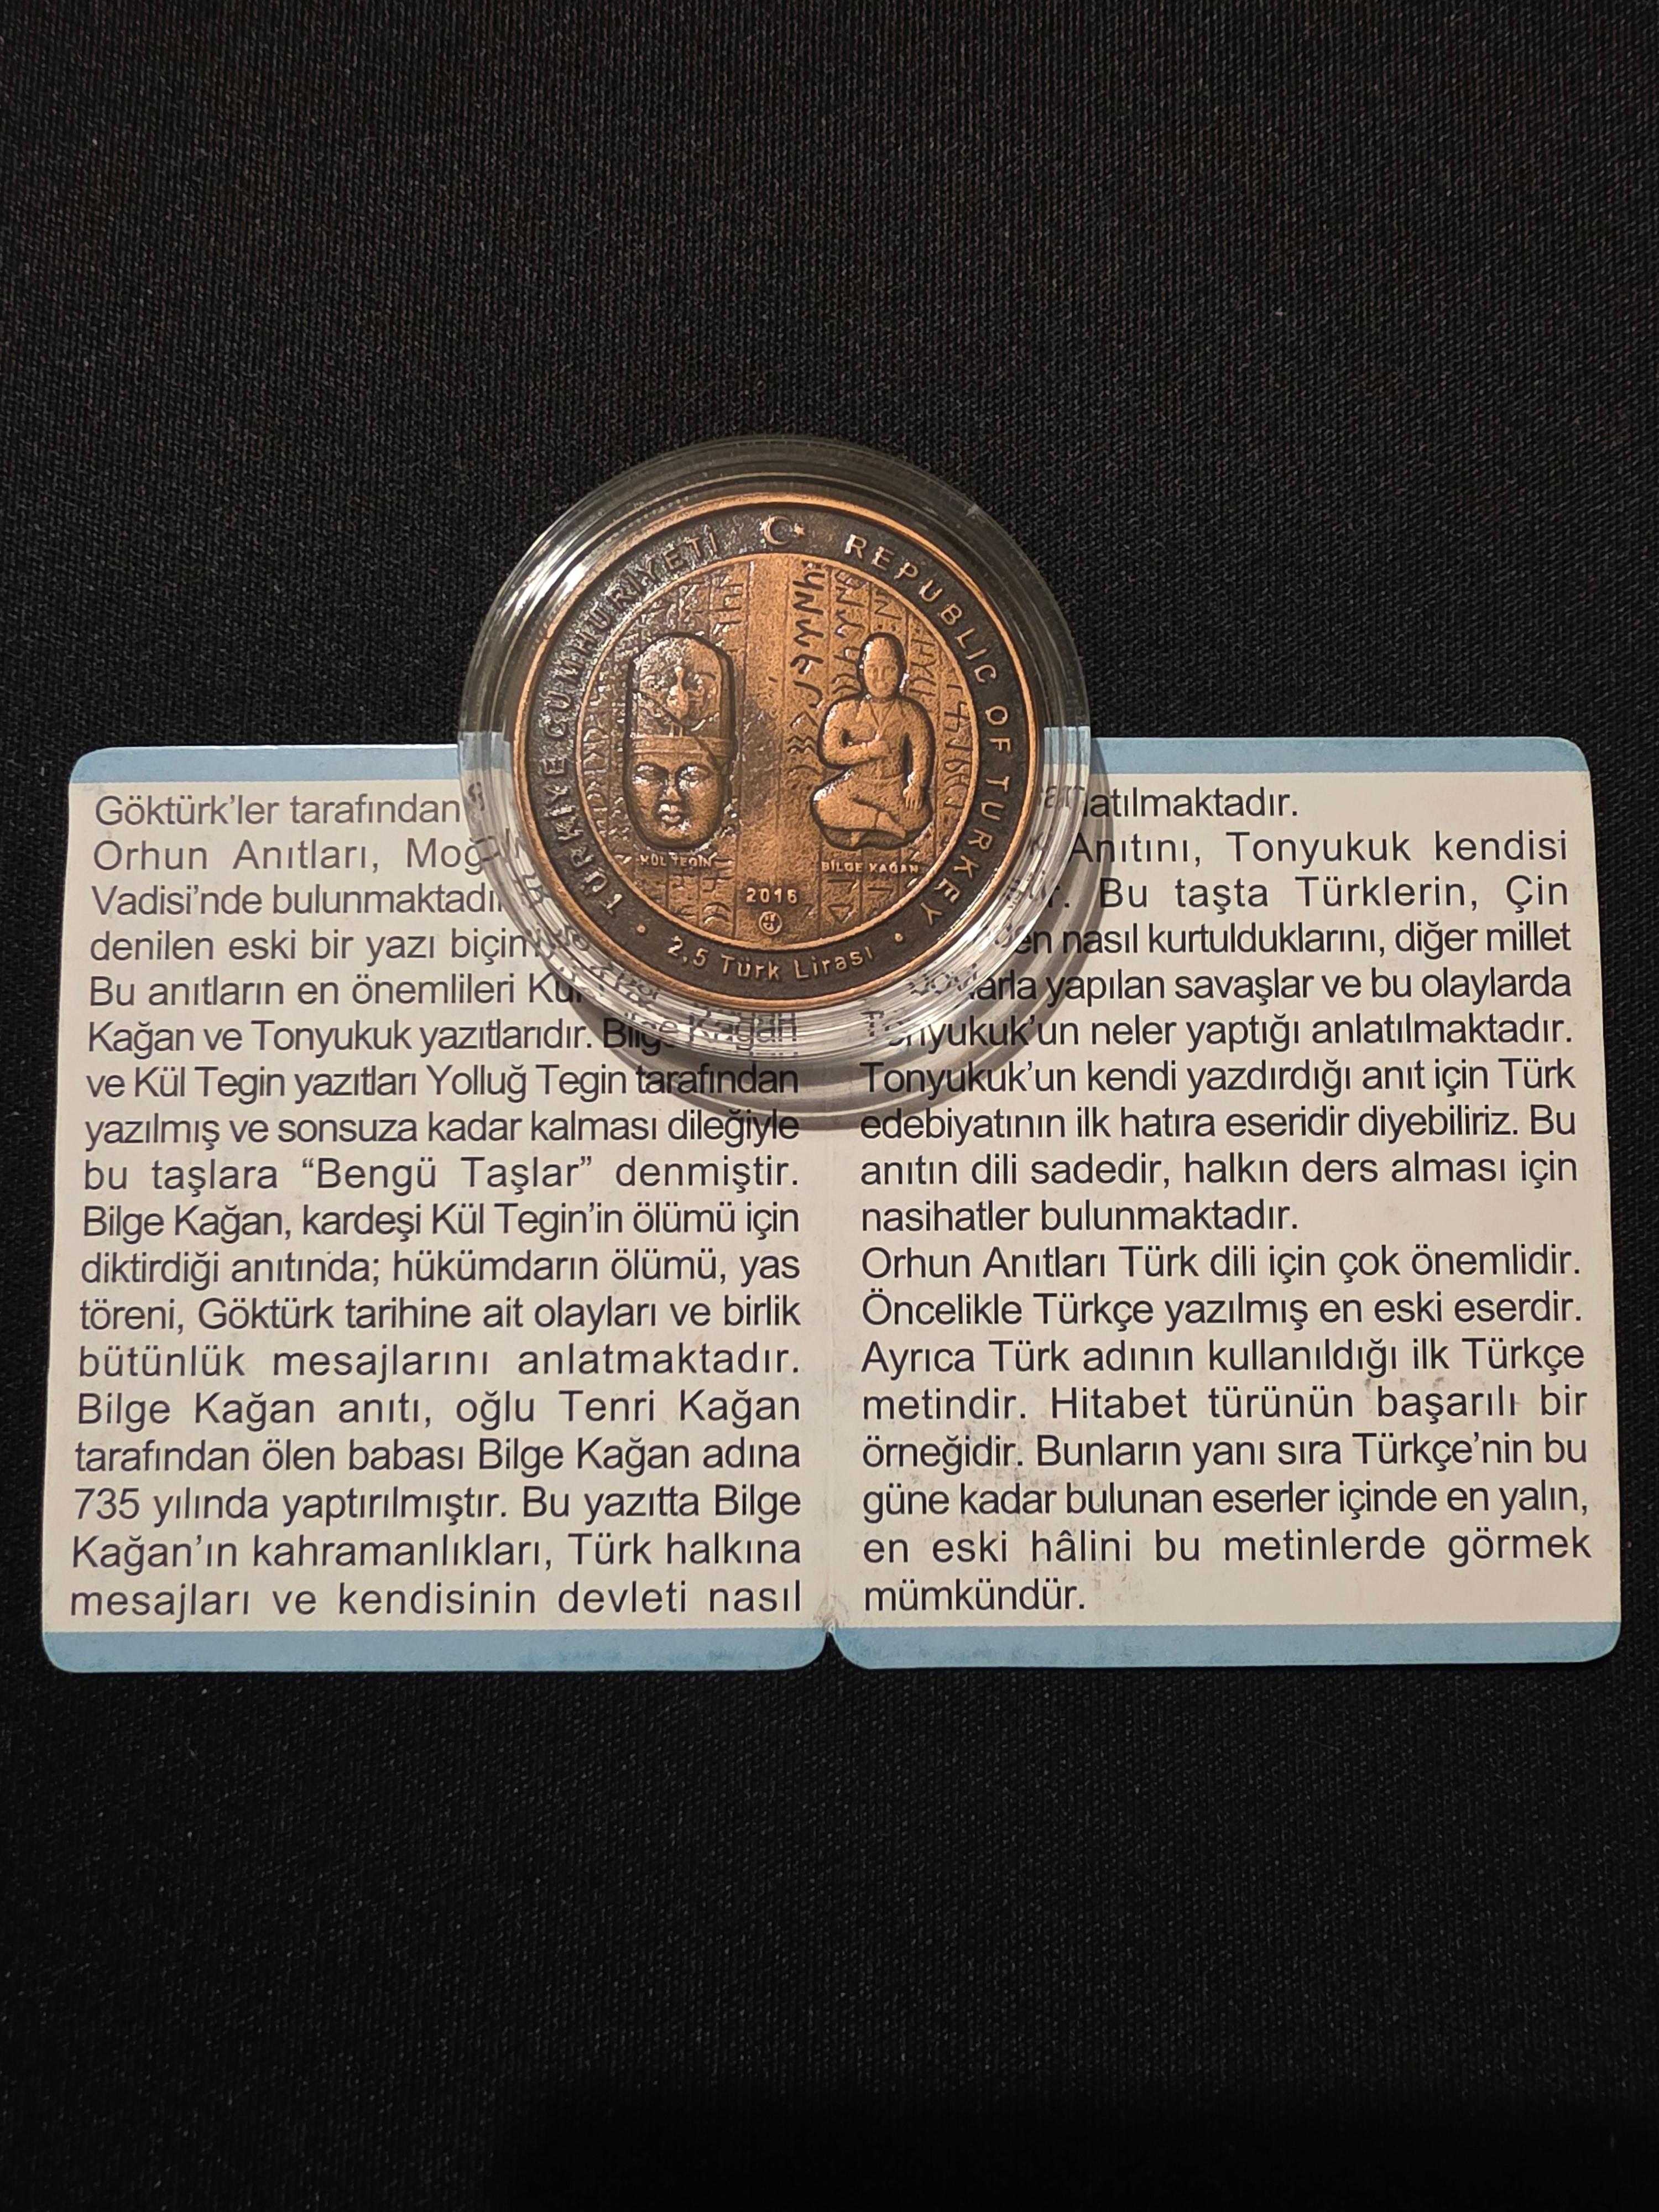 TÜRKİYE CUMHURİYETİ
REPUBLIC OF TURKEY
KÜL TEGİN
BİLGE KAĞAN
2016
2,5 Türk Lirası
Göktürk’ler tarafından
Orhun Anıtları,
Vadisi’nde
denilen eski bir yazı
Bu anıtların en önemlileri
Kağan ve Tonyukuk yazıtlarıdır. Bilge Kağan
ve Kül Tegin yazıtları Yolluğ Tegin tarafından
yazılmış ve sonsuza kadar kalması dileğiyle
bu taşlara “Bengü Taşlar” denmiştir.
Bilge Kağan, kardeşi Kül Tegin’in ölümü için
diktirdiği anıtında; hükümdarın ölümü, yas
töreni, Göktürk tarihine ait olayları ve birlik
bütünlük mesajlarını anlatmaktadır.
Bilge Kağan anıtı, oğlu Tenri Kağan
tarafından ölen babası Bilge Kağan adına
735 yılında yaptırılmıştır. Bu yazıtta Bilge
Kağan’ın kahramanlıkları, Türk halkına
mesajları ve kendisinin devleti nasıl
Anıtını, Tonyukuk kendisi
Bu taşta Türklerin, Çin
nasıl kurtulduklarını, diğer millet
yapılan savaşlar ve bu olaylarda
Tonyukuk’un neler yaptığı anlatılmaktadır.
Tonyukuk’un kendi yazdırdığı anıt için Türk
edebiyatının ilk hatıra eseridir diyebiliriz. Bu
anıtın dili sadedir, halkın ders alması için
nasihatler bulunmaktadır.
Orhun Anıtları Türk dili için çok önemlidir.
Öncelikle Türkçe yazılmış en eski eserdir.
Ayrıca Türk adının kullanıldığı ilk Türkçe
metindir. Hitabet türünün başarılı bir
örneğidir. Bunların yanı sıra Türkçe’nin bu
güne kadar bulunan eserler içinde en yalın,
en eski hâlini bu metinlerde görmek
mümkündür.